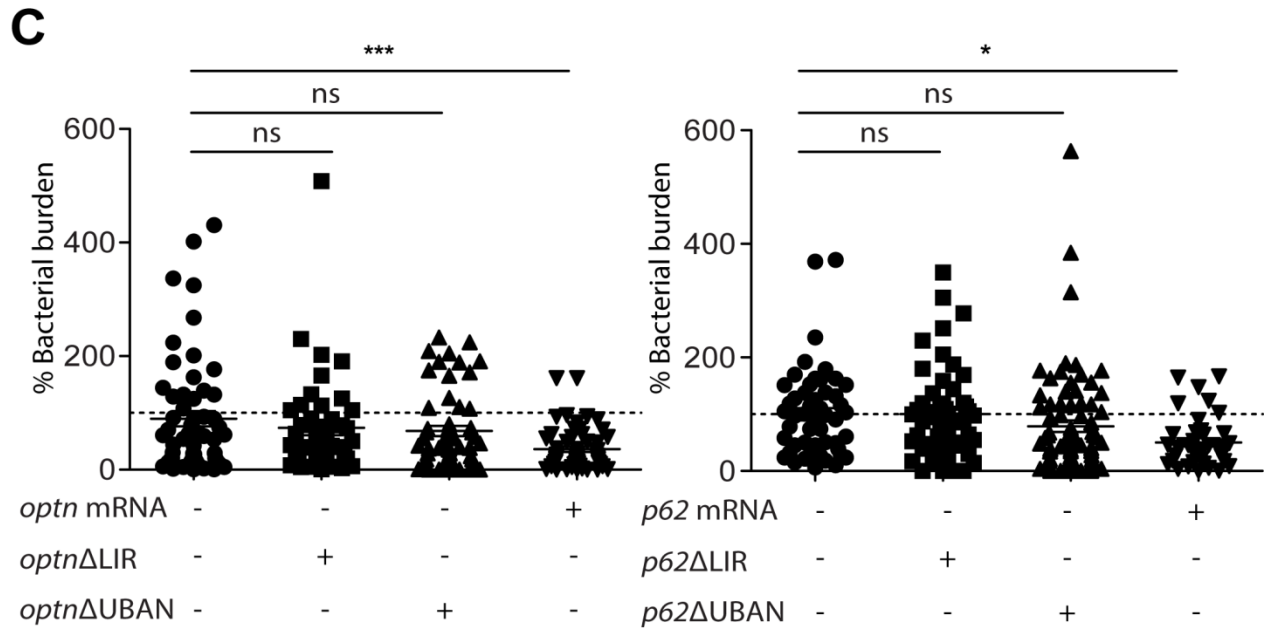 C
***
ns
ns
600
400
200
0
% Bacterial burden
optn mRNA - - - +
optnΔLIR - + - -
optnΔUBAN - + -
*
ns
ns
600
400
200
0
% Bacterial burden
p62 mRNA - - - +
p62ΔLIR - + - -
p62ΔUBAN - - + -